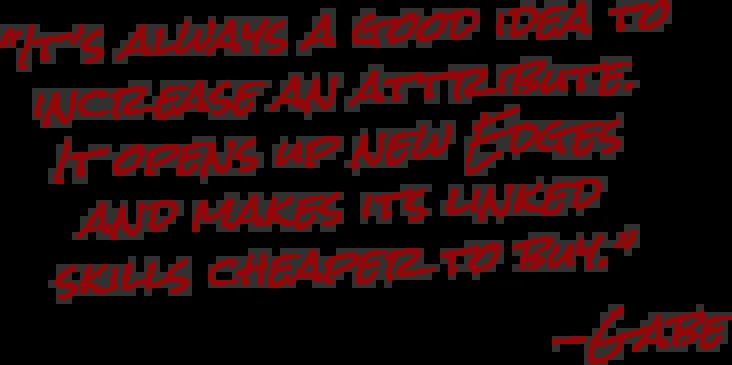 "It's always a good idea to
increase an attribute.
It opens up new Edges
and makes its linked
skills cheaper to buy."
—Gabe